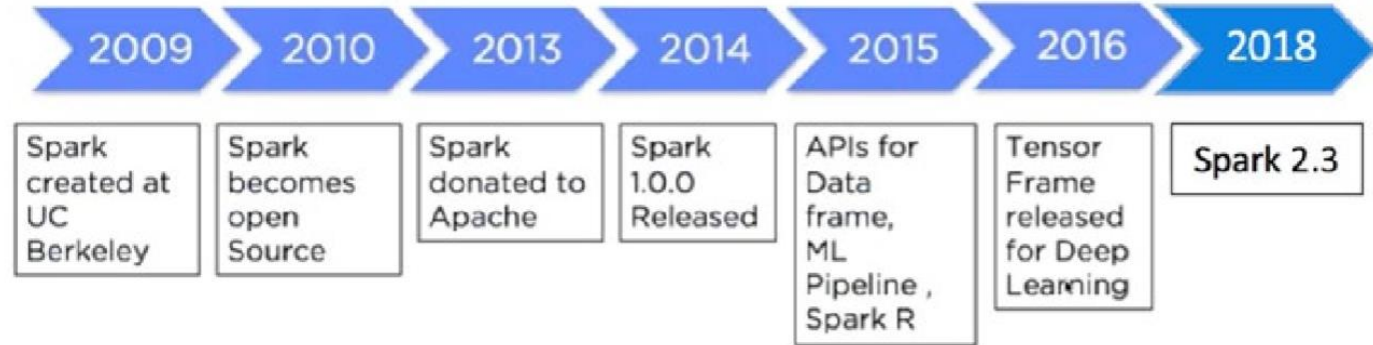 2009
2010
2013
2014
2015
2016
2018
Spark
created at
UC
Berkeley
Spark
becomes
open
Source
Spark
donated to
Apache
Spark
1.0.0
Released
APIs for
Data
frame,
ML
Pipeline ,
Spark R
Tensor
Frame
released
for Deep
Learning
Spark 2.3